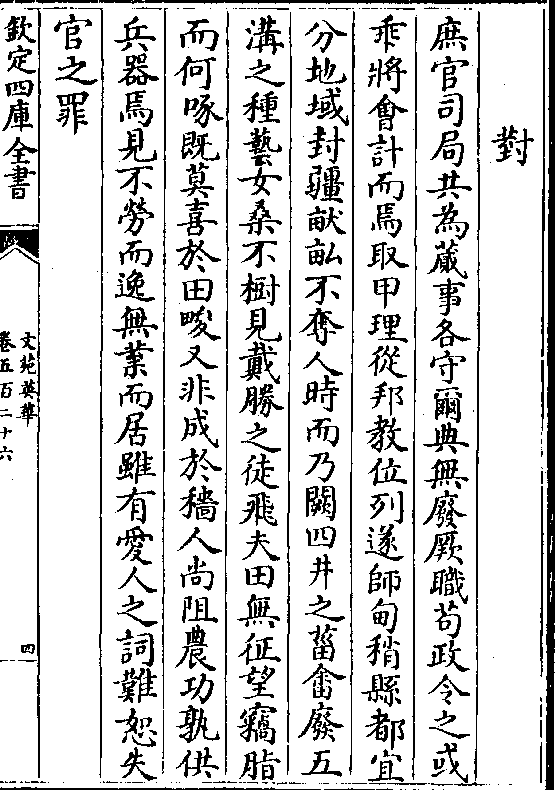 對
庶官司局共為蕆事各守爾典無廢厥職苟政令之或
乖將會計而焉取甲理從邦教位列遂師甸稍縣都宜
分地域封疆献畝不奪人時而乃闕四井之菑畬廢五
溝之種藝女桑不樹見戴勝之徒飛夫田無征望竊脂
而何啄既莫喜於田畯又非成於穡人尚阻農功孰供
兵器焉見不勞而逸無業而居雖有愛人之詞難恕失
官之罪
欽定四庫全書
文苑英華
卷五百二十六
四